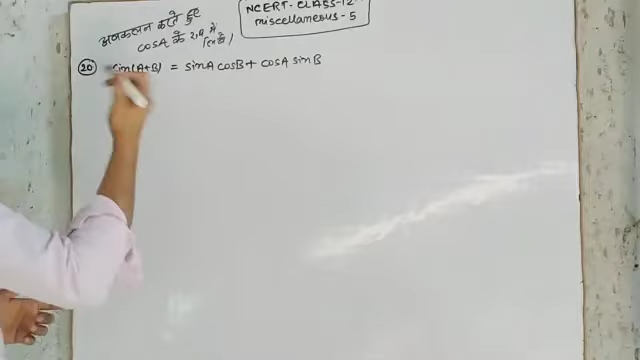 NCERT-CLASS-12
miscellaneous-5
अवकलन करते हुए
cosA के रूप में
लिखें।
20 sin(A+B) = sinA cosB + cosA sinB